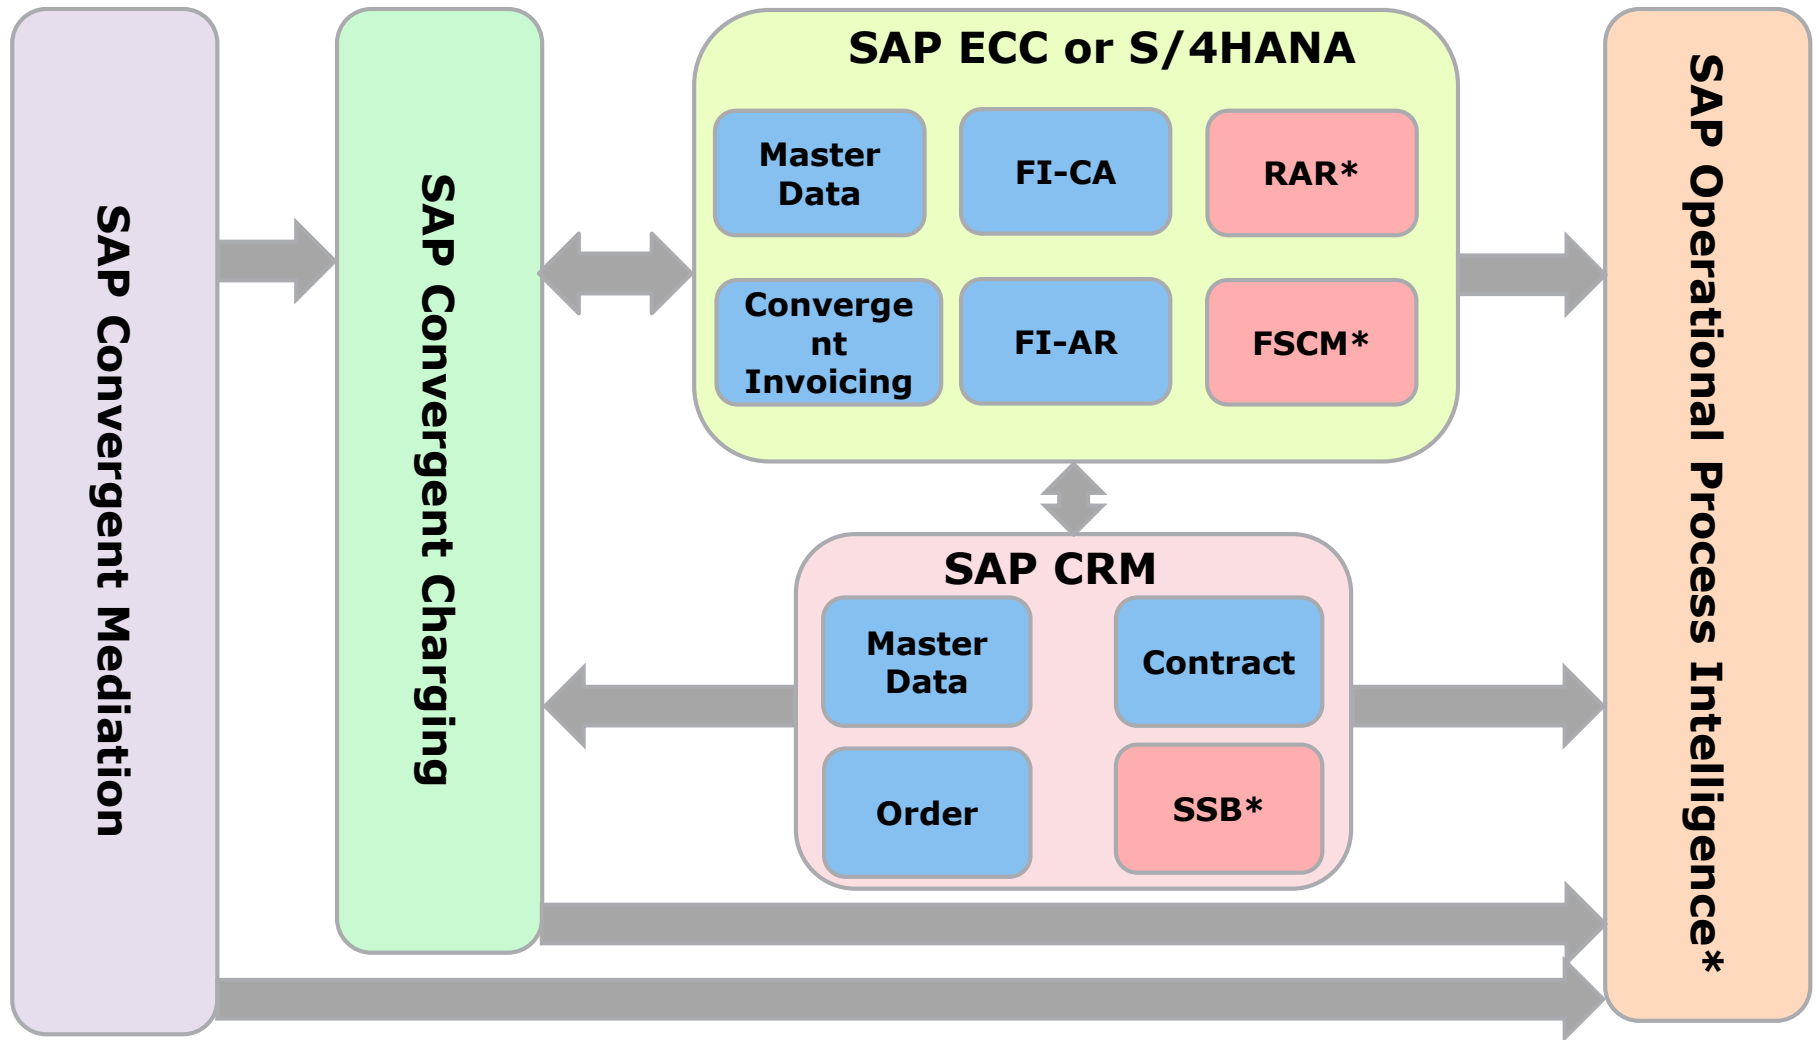 SAP Convergent Mediation
SAP Convergent Charging
SAP ECC or S/4HANA
Master
Data
FI-CA
RAR*
Converge
nt
Invoicing
FI-AR
FSCM*
SAP CRM
Master
Data
Contract
Order
SSB*
SAP Operational Process Intelligence*